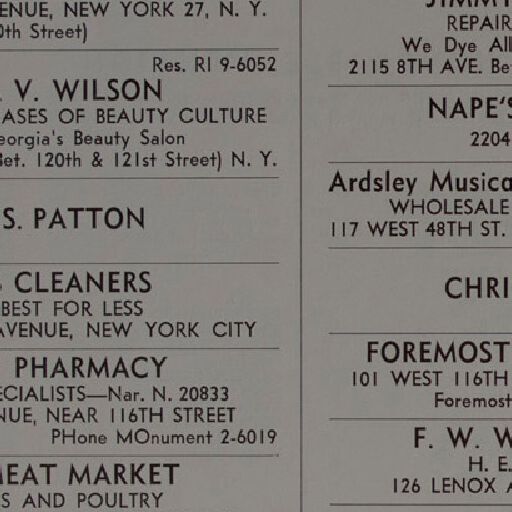 ENUE, NEW YORK 27, N. Y.
0th Street)
Res. RI 9-6052
. V. WILSON
ASES OF BEAUTY CULTURE
eorgia's Beauty Salon
Bet. 120th & 121st Street) N. Y.
S. PATTON
CLEANERS
BEST FOR LESS
AVENUE, NEW YORK CITY
PHARMACY
ECIALISTS—Nar. N. 20833
NUE, NEAR 116TH STREET
PHone MOnument 2-6019
MEAT MARKET
S AND POULTRY
JIMMY
REPAIR
We Dye All
2115 8TH AVE. Be
NAPE'S
2204
Ardsley Musica
WHOLESALE
117 WEST 48TH ST.
CHRI
FOREMOST
101 WEST 116TH
Foremost
F. W. W
H. E.
126 LENOX A